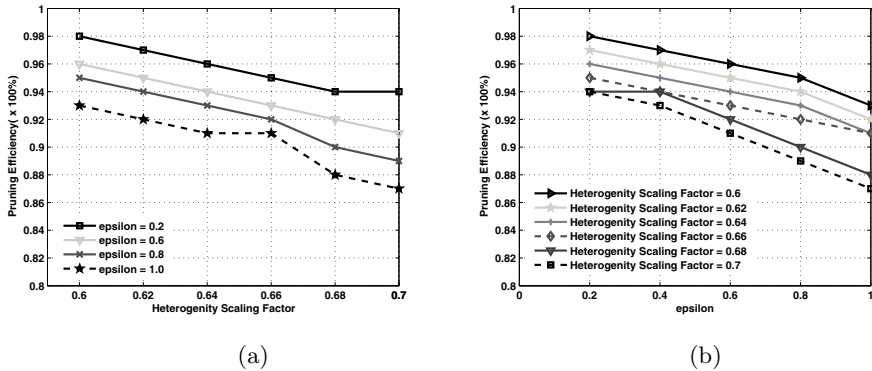 1
0.98
0.96
0.94
0.92
0.9
0.88
0.86
0.84
0.82
0.8
Pruning Efficiency( x 100%)
epsilon = 0.2
epsilon = 0.6
epsilon = 0.8
epsilon = 1.0
0.6 0.62 0.64 0.66 0.68 0.7
Heterogenity Scaling Factor
(a)
1
0.98
0.96
0.94
0.92
0.9
0.88
0.86
0.84
0.82
0.8
Pruning Efficiency( x 100%)
Heterogenity Scaling Factor = 0.6
Heterogenity Scaling Factor = 0.62
Heterogenity Scaling Factor = 0.64
Heterogenity Scaling Factor = 0.66
Heterogenity Scaling Factor = 0.68
Heterogenity Scaling Factor = 0.7
0 0.2 0.4 0.6 0.8 1
epsilon
(b)